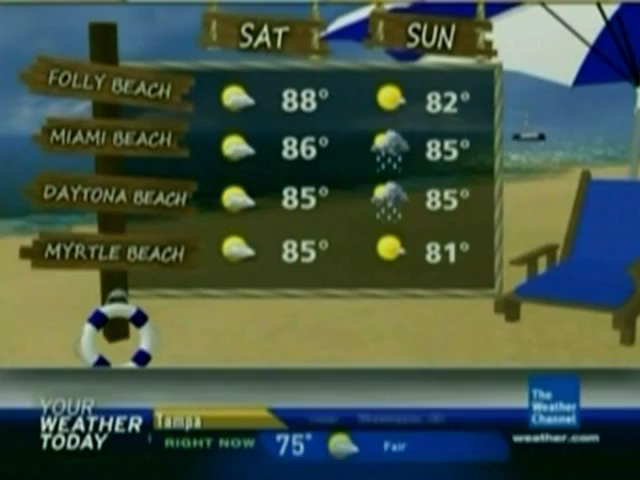 SAT SUN
FOLLY BEACH 88° 82°
MIAMI BEACH 86° 85°
DAYTONA BEACH 85° 85°
MYRTLE BEACH 85° 81°
YOUR
WEATHER
TODAY
Tampa
RIGHT NOW 75° Fair
The
Weather
Channel
weather.com